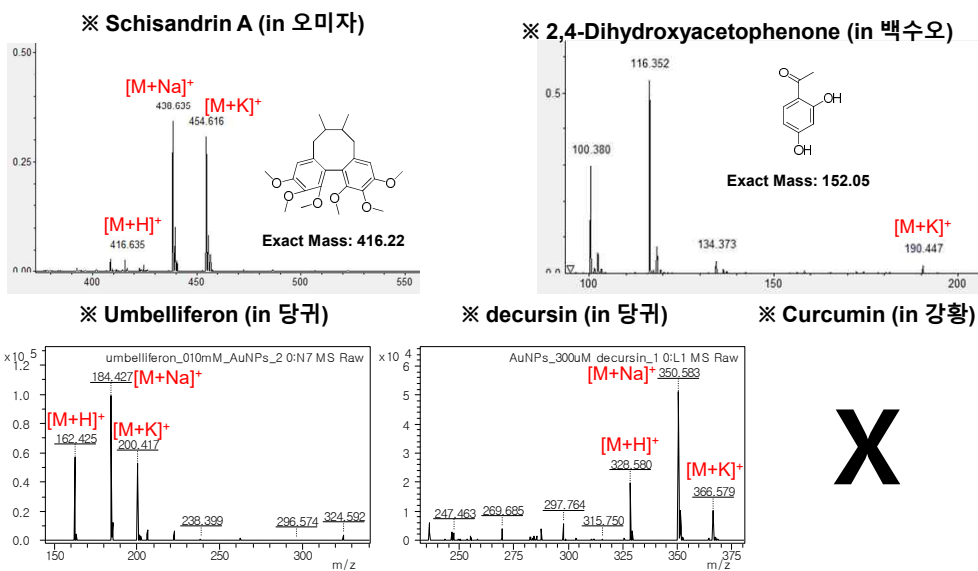 ※ Schisandrin A (in 오미자)
0.50
0.25
0.00
[M+Na]⁺
438.635
[M+K]⁺
454.616
[M+H]⁺
416.635
Exact Mass: 416.22
400
450
500
550
※ 2,4-Dihydroxyacetophenone (in 백수오)
0.5
0.0
116.352
100.380
134.373
O
OH
OH
Exact Mass: 152.05
[M+K]⁺
190.447
100
150
200
※ Umbelliferon (in 당귀)
x10⁵
umbelliferon_010mM_AuNPs_2 0:N7 MS Raw
1.2
1.0
0.8
0.6
0.4
0.2
0.0
184.427
[M+Na]⁺
[M+H]⁺
162.425
[M+K]⁺
200.417
238.399
296.574
324.592
150
200
250
300
m/z
※ decursin (in 당귀)
x10⁴
AuNPs_300uM decursin_1 0:L1 MS Raw
6
5
4
3
2
1
0
[M+Na]⁺
350.583
[M+H]⁺
328.580
[M+K]⁺
366.579
247.463
269.685
297.764
315.750
250
275
300
325
350
375
m/z
※ Curcumin (in 강황)
X